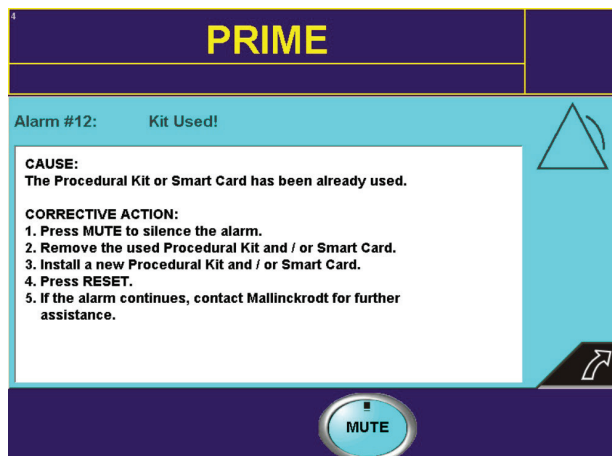 4
PRIME
Alarm #12: Kit Used!
CAUSE:
The Procedural Kit or Smart Card has been already used.
CORRECTIVE ACTION:
1. Press MUTE to silence the alarm.
2. Remove the used Procedural Kit and / or Smart Card.
3. Install a new Procedural Kit and / or Smart Card.
4. Press RESET.
5. If the alarm continues, contact Mallinckrodt for further
assistance.
MUTE